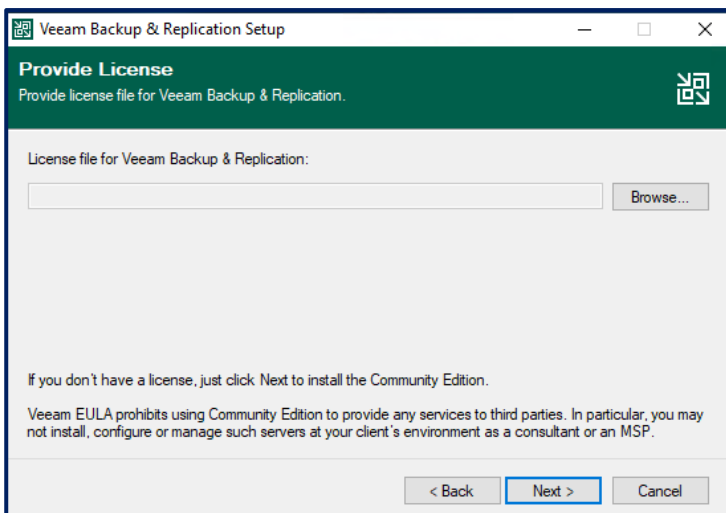 Veeam Backup & Replication Setup
Provide License
Provide license file for Veeam Backup & Replication.
License file for Veeam Backup & Replication:
Browse...
If you don't have a license, just click Next to install the Community Edition.
Veeam EULA prohibits using Community Edition to provide any services to third parties. In particular, you may
not install, configure or manage such servers at your client's environment as a consultant or an MSP.
< Back Next > Cancel